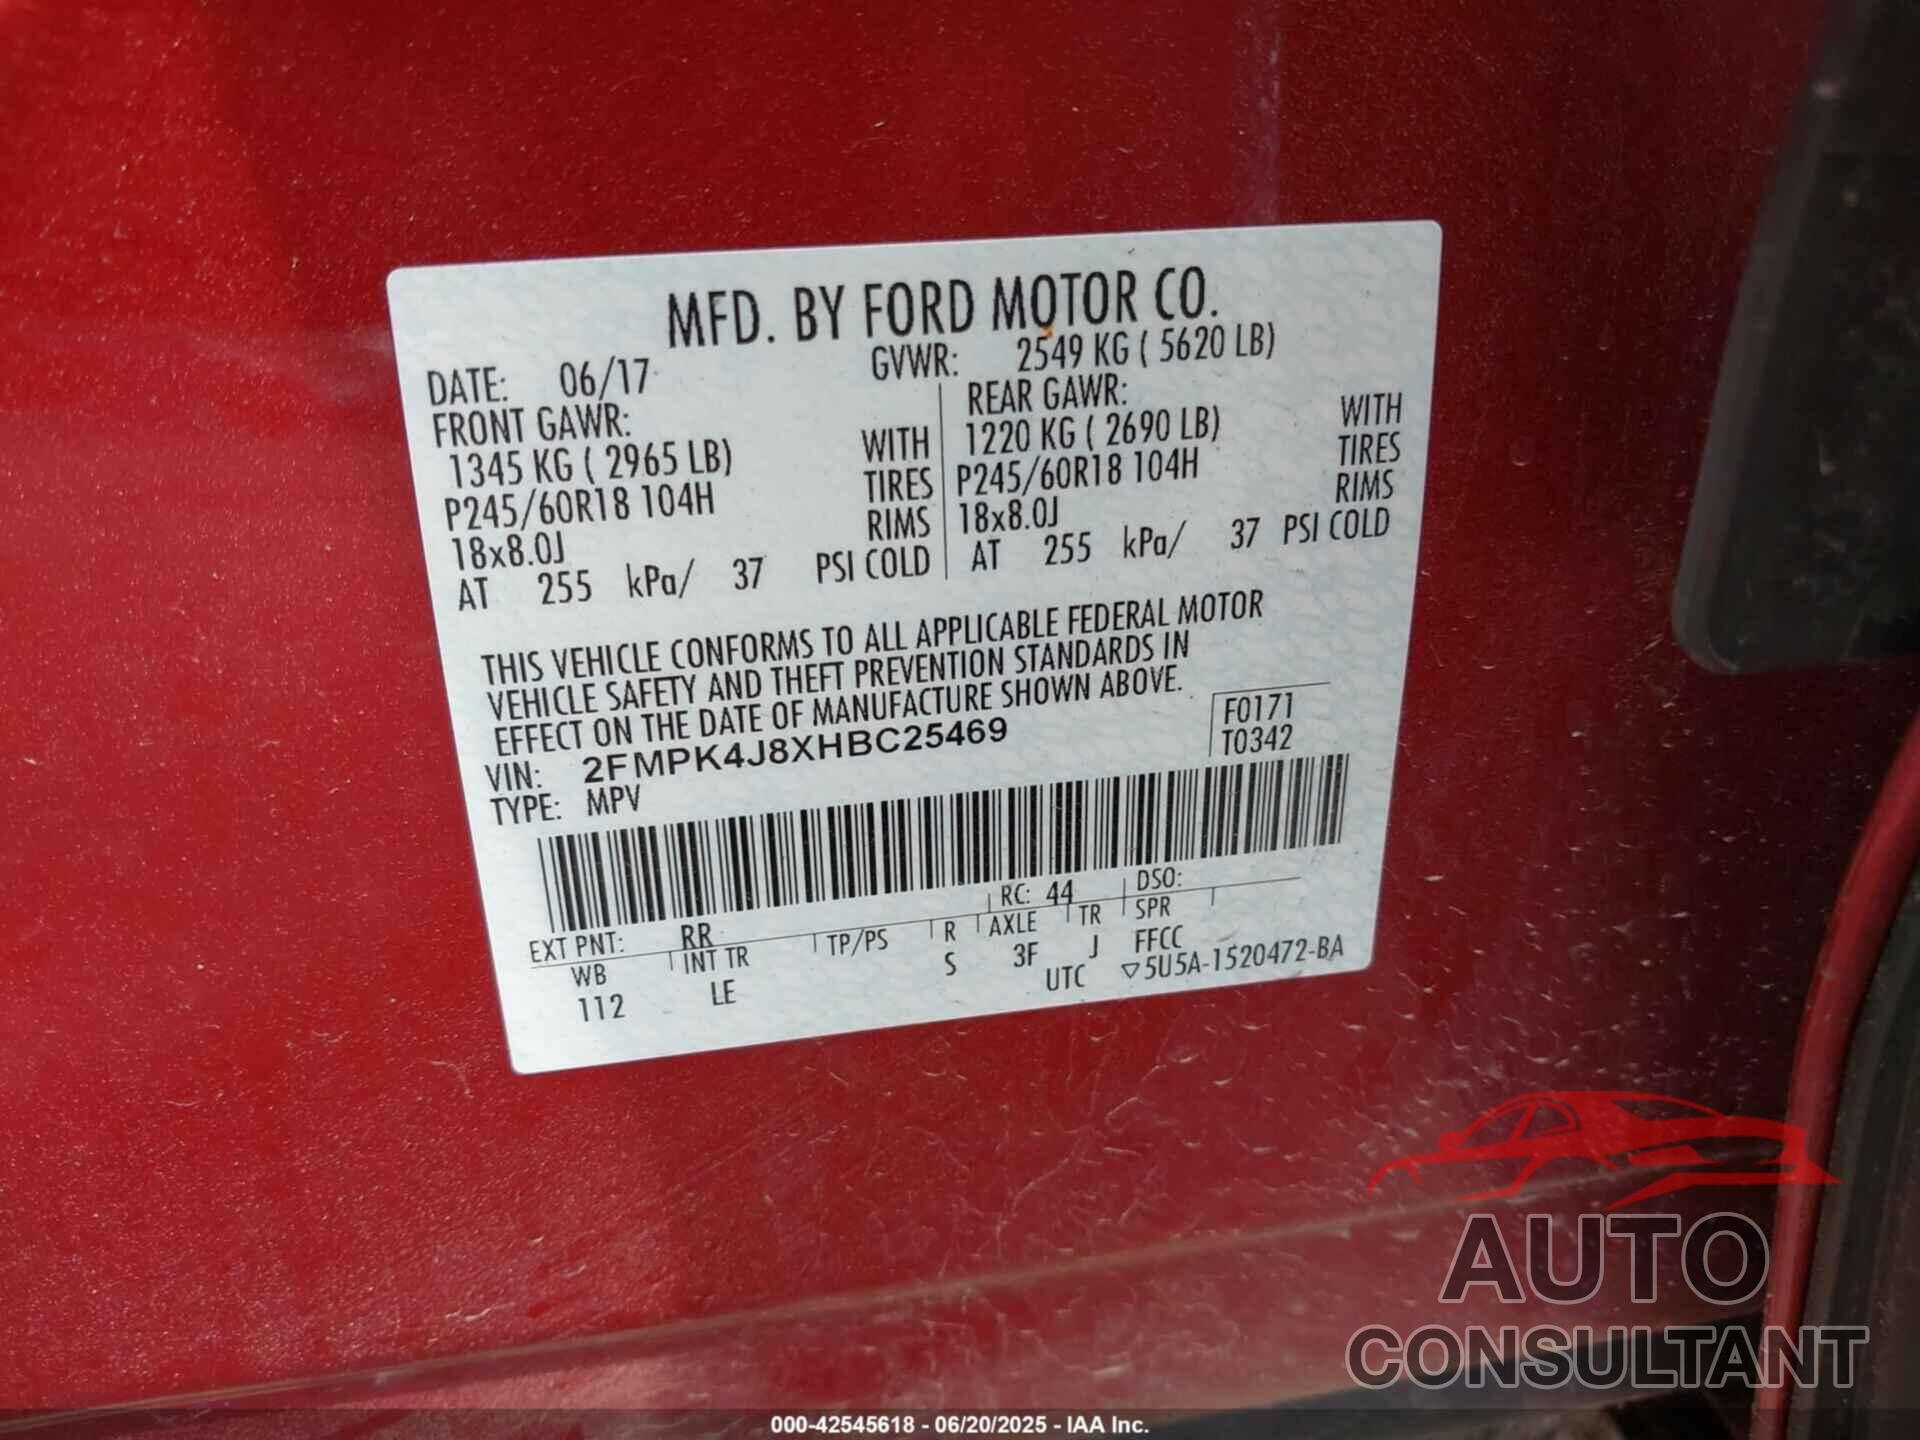 MFD. BY FORD MOTOR CO.
DATE: 06/17 GVWR: 2549 KG ( 5620 LB)
FRONT GAWR: REAR GAWR:
1345 KG ( 2965 LB) WITH 1220 KG ( 2690 LB) WITH
P245/60R18 104H TIRES P245/60R18 104H TIRES
18x8.0J RIMS 18x8.0J RIMS
AT 255 kPa/ 37 PSI COLD AT 255 kPa/ 37 PSI COLD
THIS VEHICLE CONFORMS TO ALL APPLICABLE FEDERAL MOTOR
VEHICLE SAFETY AND THEFT PREVENTION STANDARDS IN
EFFECT ON THE DATE OF MANUFACTURE SHOWN ABOVE.
VIN: 2FMPK4J8XHBC25469 F0171
TYPE: MPV T0342
EXT PNT: RR RC: 44 DSO:
WB INT TR TP/PS R AXLE TR SPR
112 LE S 3F J FFCC
UTC ▽5U5A-1520472-BA
AUTO
CONSULTANT
000-42545618 - 06/20/2025 - IAA Inc.